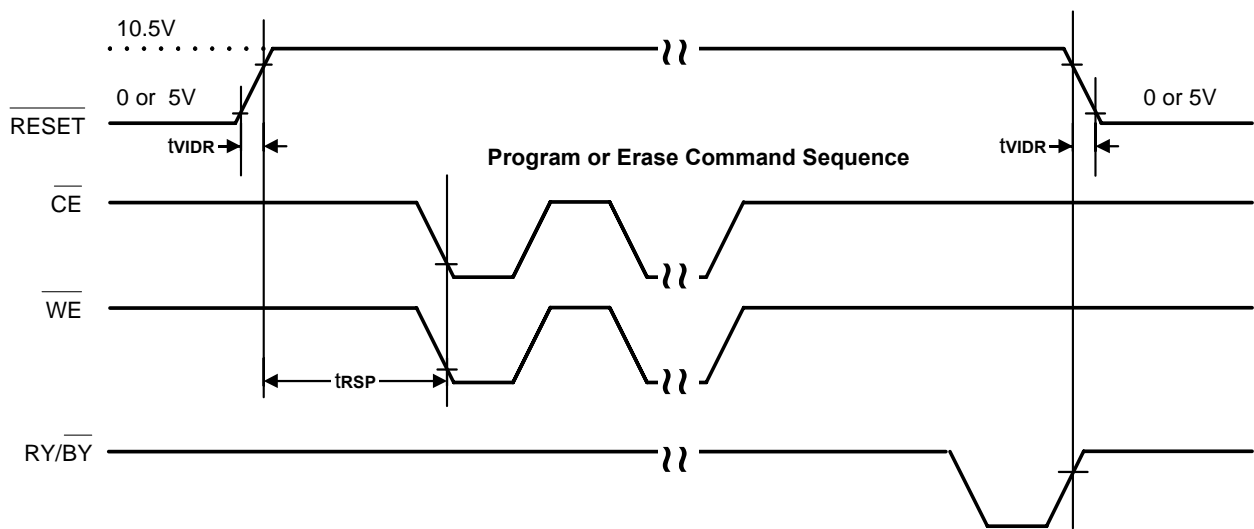 10.5V
0 or 5V
0 or 5V
RESET
tVIDR
tVIDR
Program or Erase Command Sequence
CE
WE
tRSP
RY/BY